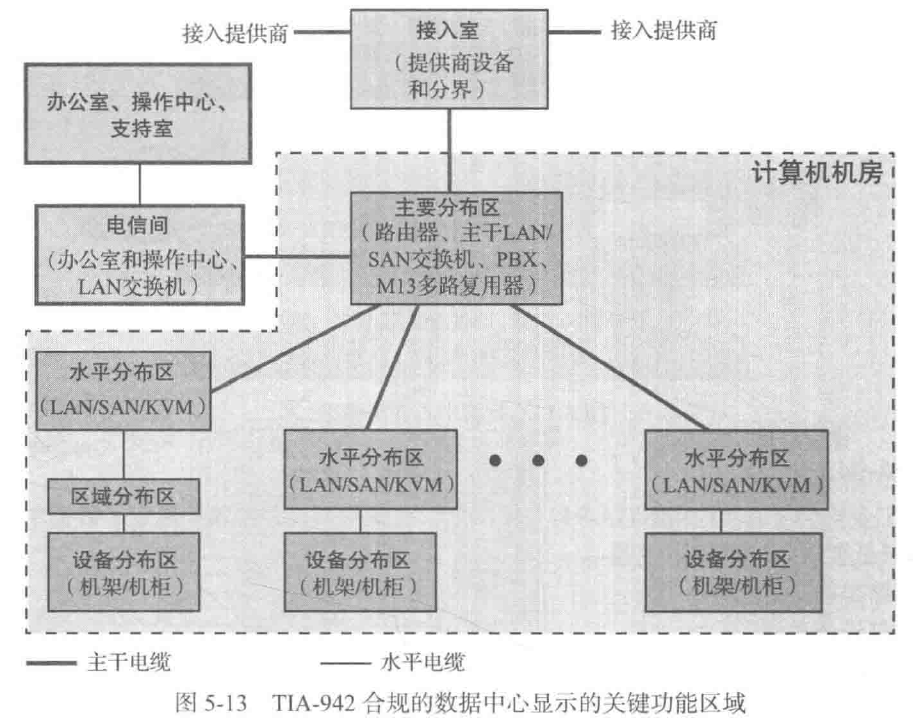 接入提供商
接入室
(提供商设备
和分界)
接入提供商
办公室、操作中心、
支持室
计算机机房
电信间
(办公室和操作中心、
LAN交换机)
主要分布区
(路由器、主干LAN/
SAN交换机、PBX、
M13多路复用器)
水平分布区
(LAN/SAN/KVM)
水平分布区
(LAN/SAN/KVM)
水平分布区
(LAN/SAN/KVM)
区域分布区
设备分布区
(机架/机柜)
设备分布区
(机架/机柜)
设备分布区
(机架/机柜)
主干电缆
水平电缆
图 5-13 TIA-942 合规的数据中心显示的关键功能区域